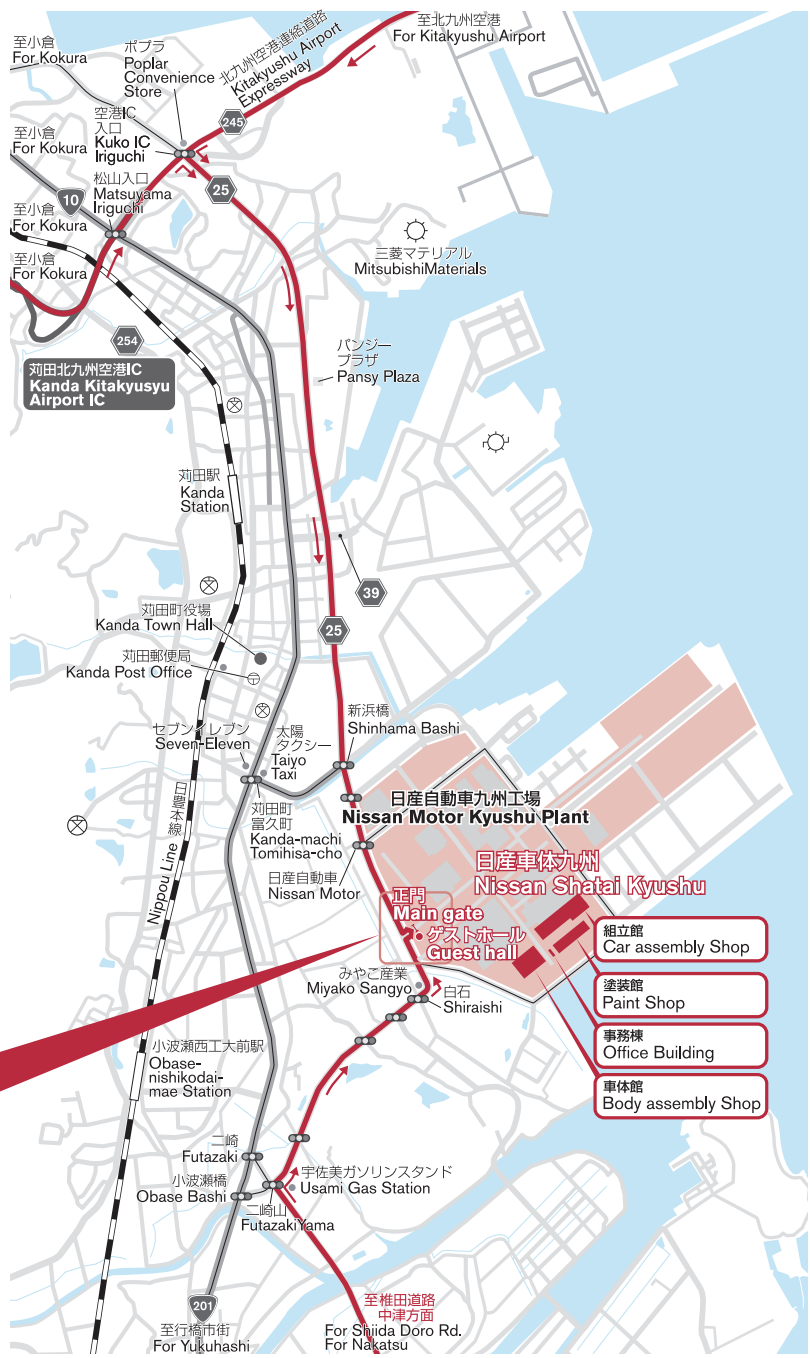 至北九州空港
For Kitakyushu Airport
至小倉
For Kokura
ポプラ
Poplar
Convenience
Store
北九州空港連絡道路
Kitakyushu Airport
Expressway
245
空港IC
入口
Kuko IC
Iriguchi
至小倉
For Kokura
25
松山入口
Matsuyama
Iriguchi
10
至小倉
For Kokura
至小倉
For Kokura
三菱マテリアル
MitsubishiMaterials
254
苅田北九州空港IC
Kanda Kitakyusyu
Airport IC
パンジー
プラザ
Pansy Plaza
苅田駅
Kanda
Station
39
25
苅田町役場
Kanda Town Hall
苅田郵便局
Kanda Post Office
セブンイレブン
Seven-Eleven
太陽
タクシー
Taiyo
Taxi
新浜橋
Shinhama Bashi
日豊本線
Nippou Line
苅田町
富久町
Kanda-machi
Tomihisa-cho
日産自動車九州工場
Nissan Motor Kyushu Plant
日産自動車
Nissan Motor
日産車体九州
Nissan Shatai Kyushu
正門
Main gate
ゲストホール
Guest hall
組立館
Car assembly Shop
塗装館
Paint Shop
事務棟
Office Building
車体館
Body assembly Shop
みやこ産業
Miyako Sangyo
白石
Shiraishi
小波瀬西工大前駅
Obase-
nishikodai-
mae Station
二崎
Futazaki
小波瀬橋
Obase Bashi
二崎山
FutazakiYama
宇佐美ガソリンスタンド
Usami Gas Station
201
至行橋市街
For Yukuhashi
至椎田道路
中津方面
For Shiida Doro Rd.
For Nakatsu